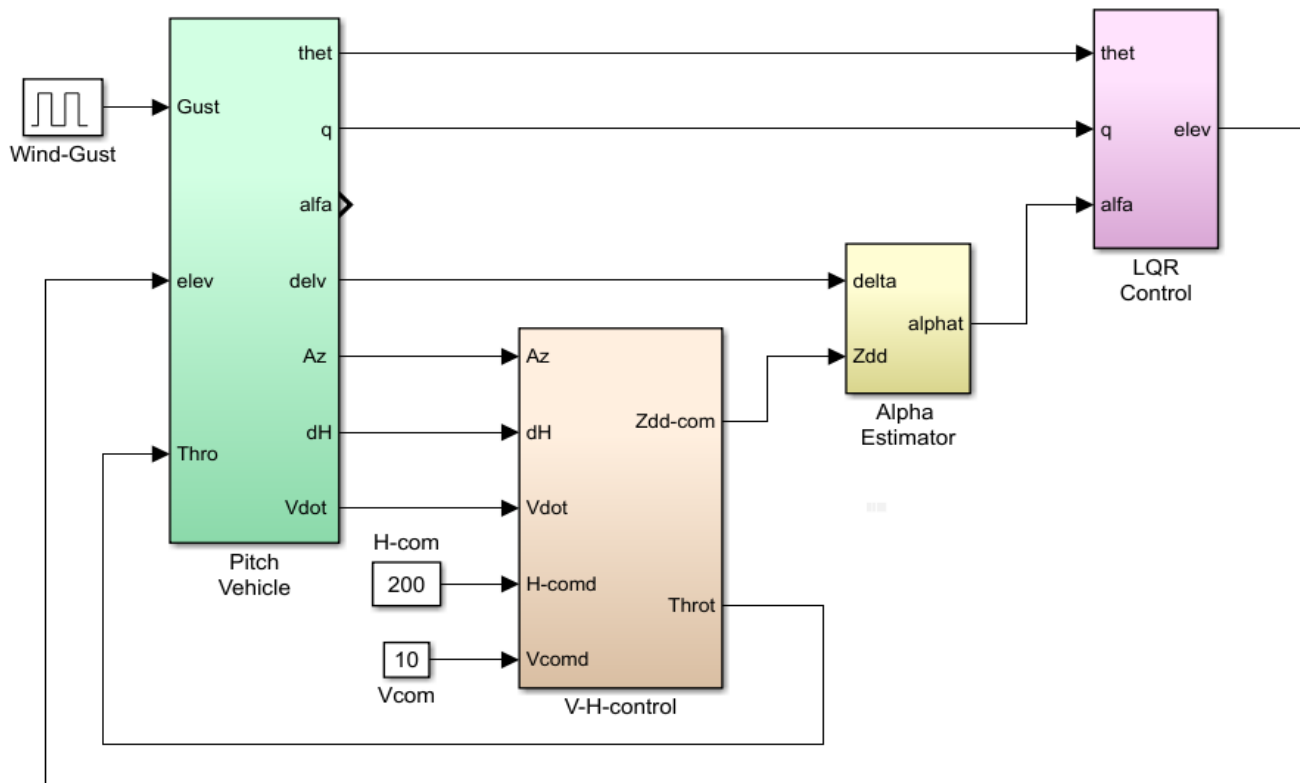 Gust
elev
Thro
thet
q
alfa
delv
Az
dH
Vdot
Pitch
Vehicle
Wind-Gust
H-com
200
10
Vcom
Az
dH
Vdot
H-comd
Vcomd
Zdd-com
Throt
V-H-control
delta
Zdd
alphat
Alpha
Estimator
thet
q
alfa
elev
LQR
Control